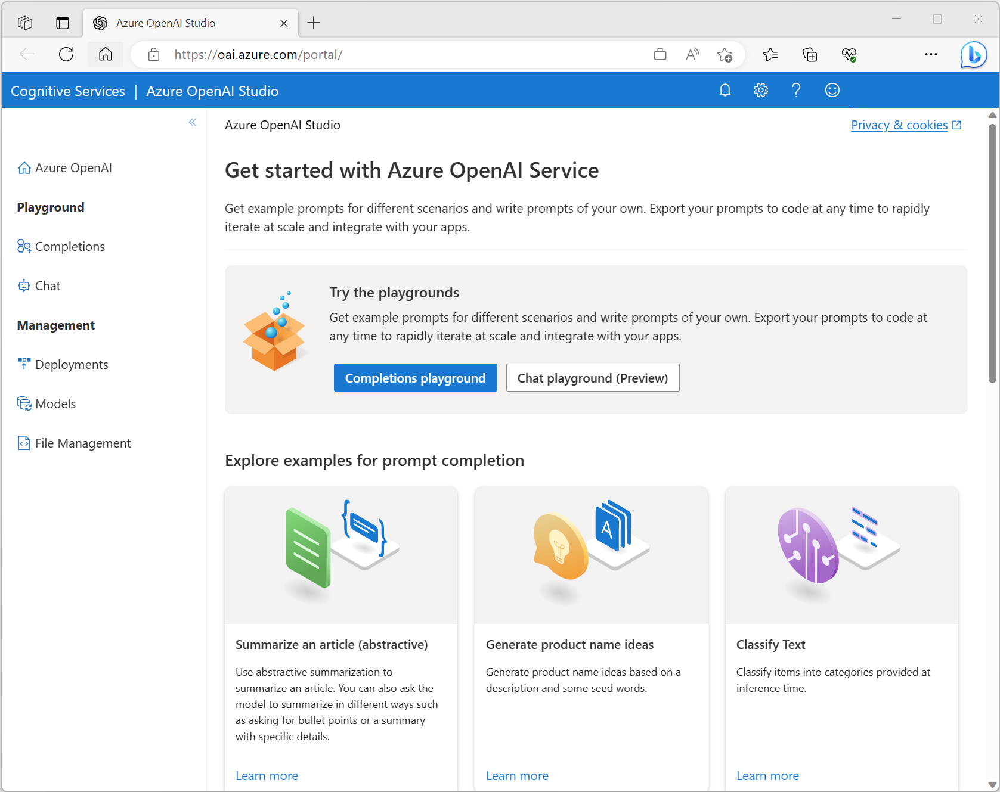 Azure OpenAI Studio
https://oai.azure.com/portal/
Cognitive Services | Azure OpenAI Studio
Azure OpenAI Studio
Privacy & cookies
Azure OpenAI
Playground
Completions
Chat
Management
Deployments
Models
File Management
Get started with Azure OpenAI Service
Get example prompts for different scenarios and write prompts of your own. Export your prompts to code at any time to rapidly
iterate at scale and integrate with your apps.
Try the playgrounds
Get example prompts for different scenarios and write prompts of your own. Export your prompts to code at
any time to rapidly iterate at scale and integrate with your apps.
Completions playground
Chat playground (Preview)
Explore examples for prompt completion
A
Summarize an article (abstractive)
Use abstractive summarization to
summarize an article. You can also ask the
model to summarize in different ways such
as asking for bullet points or a summary
with specific details.
Learn more
Generate product name ideas
Generate product name ideas based on a
description and some seed words.
Learn more
Classify Text
Classify items into categories provided at
inference time.
Learn more